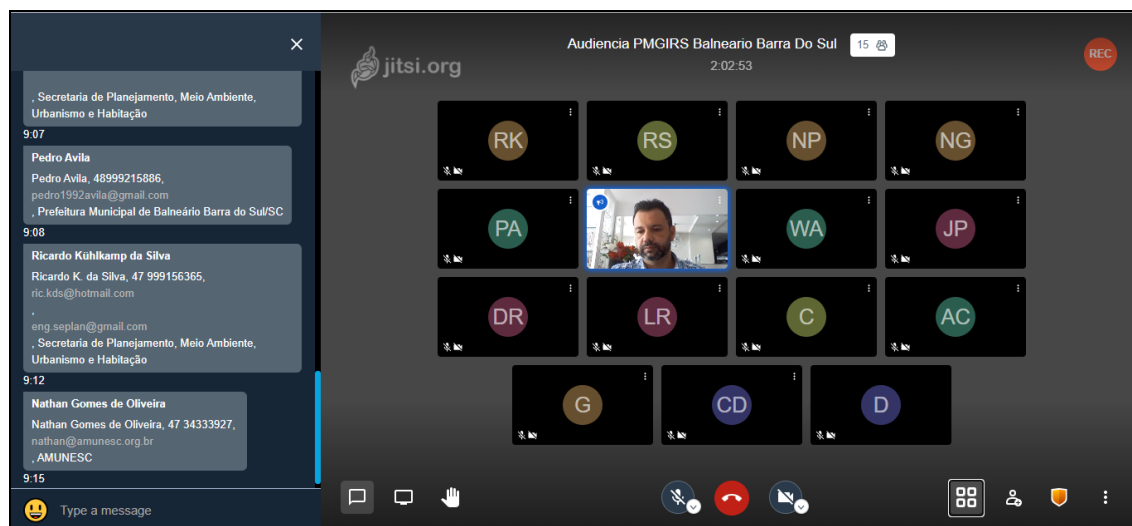 , Secretaria de Planejamento, Meio Ambiente,
Urbanismo e Habitação
9:07
Pedro Avila
Pedro Avila, 48999215886,
pedro1992avila@gmail.com
, Prefeitura Municipal de Balneário Barra do Sul/SC
9:08
Ricardo Kühlkamp da Silva
Ricardo K. da Silva, 47 999156365,
ric.kds@hotmail.com
,
eng.seplan@gmail.com
, Secretaria de Planejamento, Meio Ambiente,
Urbanismo e Habitação
9:12
Nathan Gomes de Oliveira
Nathan Gomes de Oliveira, 47 34333927,
nathan@amunesc.org.br
, AMUNESC
9:15
Type a message
jitsi.org
Audiencia PMGIRS Balneario Barra Do Sul 15
2:02:53
REC
RK RS NP NG
PA WA JP
DR LR C AC
G CD D